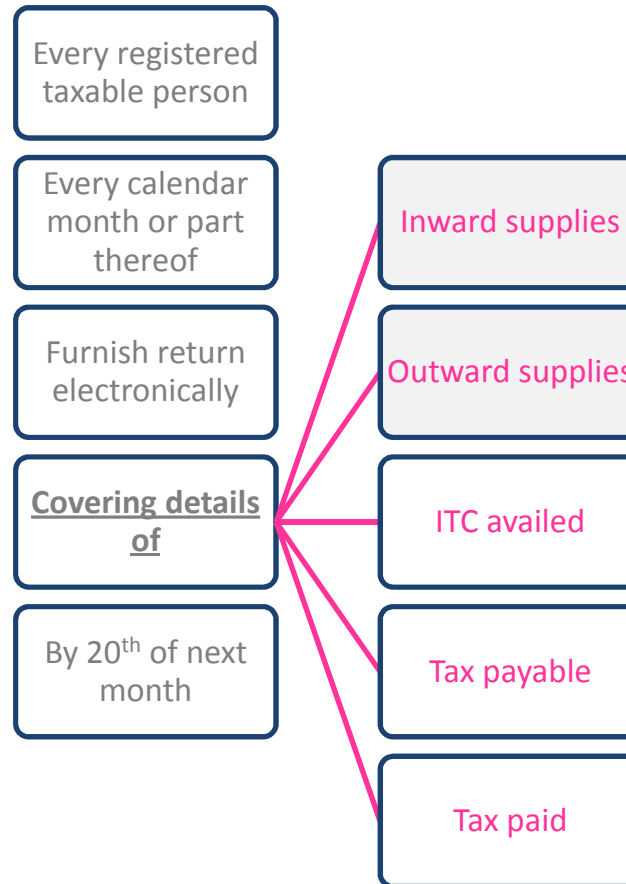 Every registered
taxable person
Every calendar
month or part
thereof
Furnish return
electronically
Covering details
of
By 20th of next
month
Inward supplies
Outward supplies
ITC availed
Tax payable
Tax paid